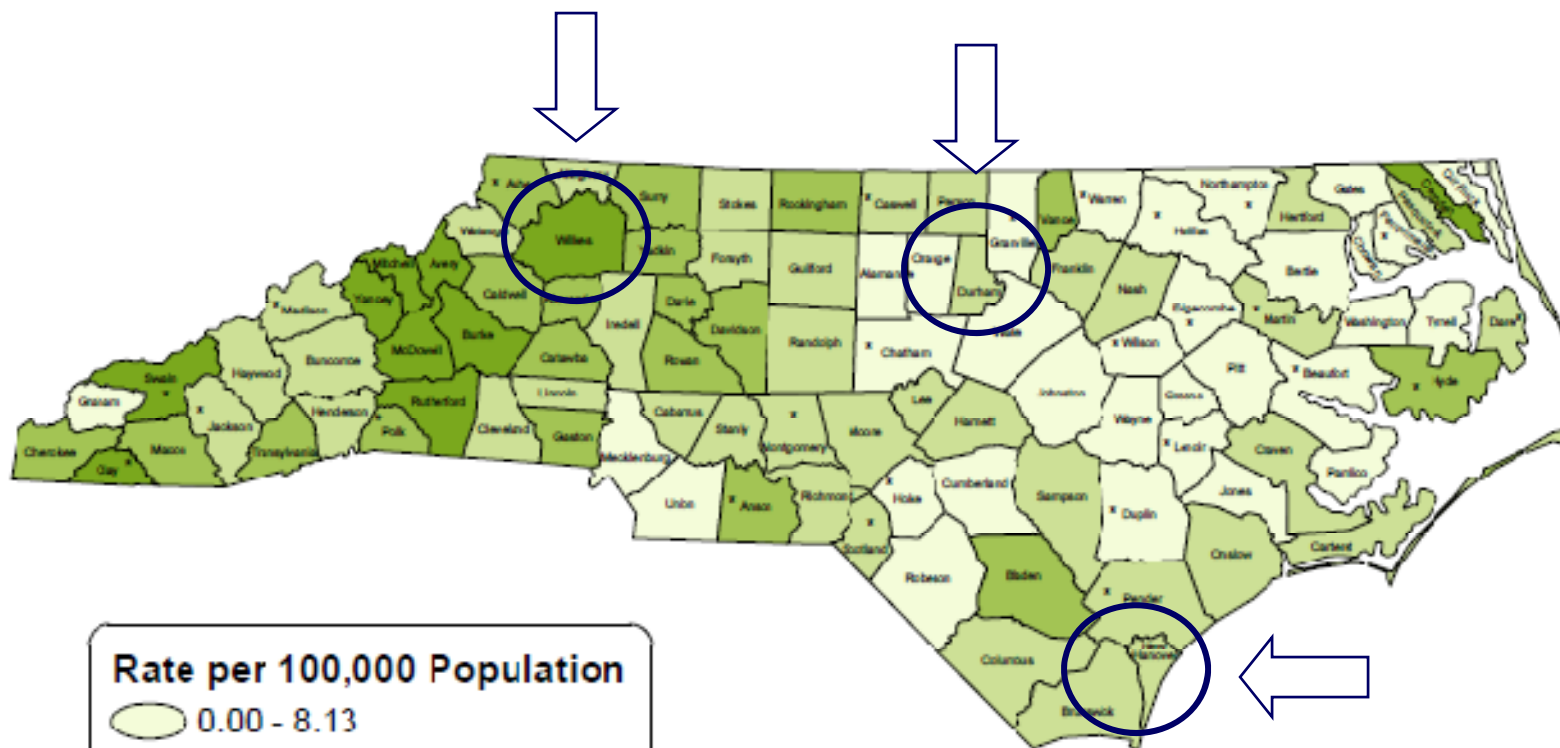 Ashe
Surry
Stokes
Rockingham
Caswell
Person
Vance
Warren
Northampton
Gates
Hertford
Halifax
Granville
Wilkes
Yadkin
Forsyth
Guilford
Alamance
Orange
Durham
Franklin
Nash
Bertie
Mitchell
Avery
Yancey
Caldwell
Madison
Iredell
Davie
Davidson
Randolph
Chatham
Wake
Wilson
Martin
Washington
Tyrrell
Dare
Buncombe
McDowell
Burke
Catawba
Rowan
Swain
Haywood
Graham
Jackson
Henderson
Rutherford
Polk
Cleveland
Lincoln
Gaston
Cabarrus
Stanly
Montgomery
Moore
Lee
Harnett
Johnston
Wayne
Greene
Pitt
Beaufort
Hyde
Cherokee
Clay
Macon
Transylvania
Mecklenburg
Union
Anson
Richmon
Scotland
Hoke
Cumberland
Sampson
Duplin
Lenoir
Jones
Craven
Pamlico
Carteret
Onslow
Robeson
Bladen
Pender
Columbus
Brunswick
New
Hanover
Rate per 100,000 Population
0.00 - 8.13